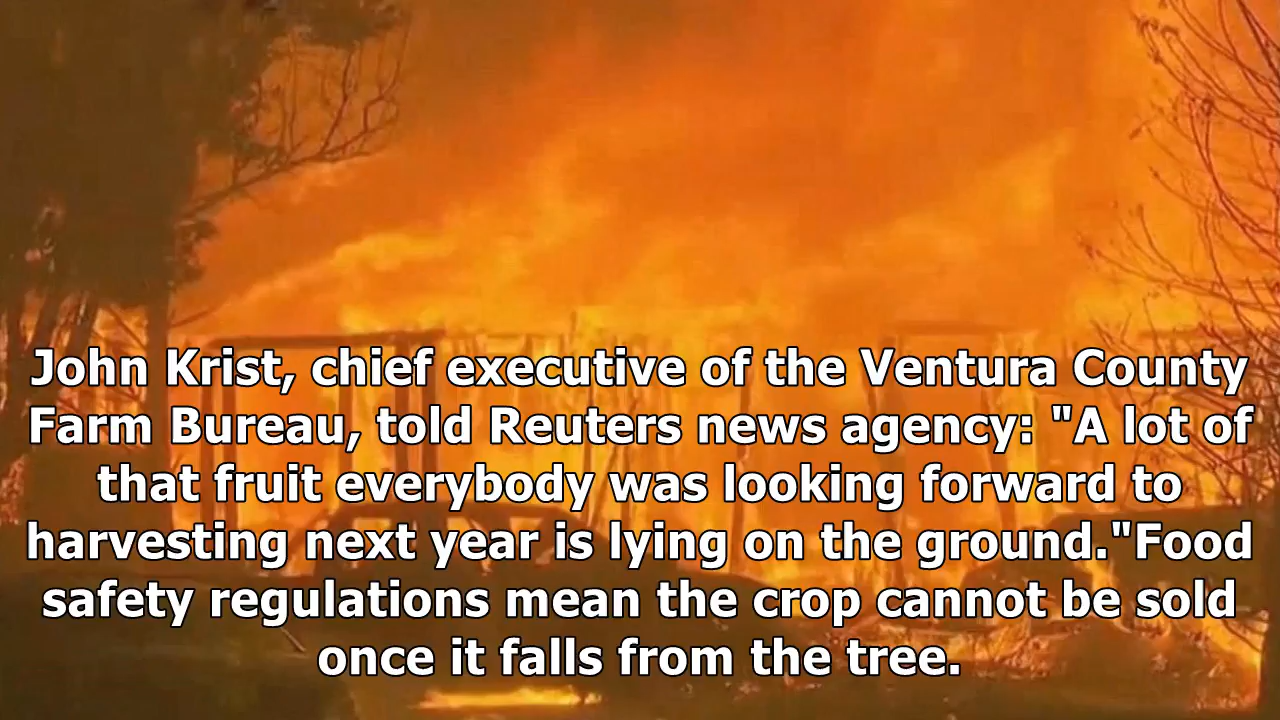 John Krist, chief executive of the Ventura County
Farm Bureau, told Reuters news agency: "A lot of
that fruit everybody was looking forward to
harvesting next year is lying on the ground."Food
safety regulations mean the crop cannot be sold
once it falls from the tree.